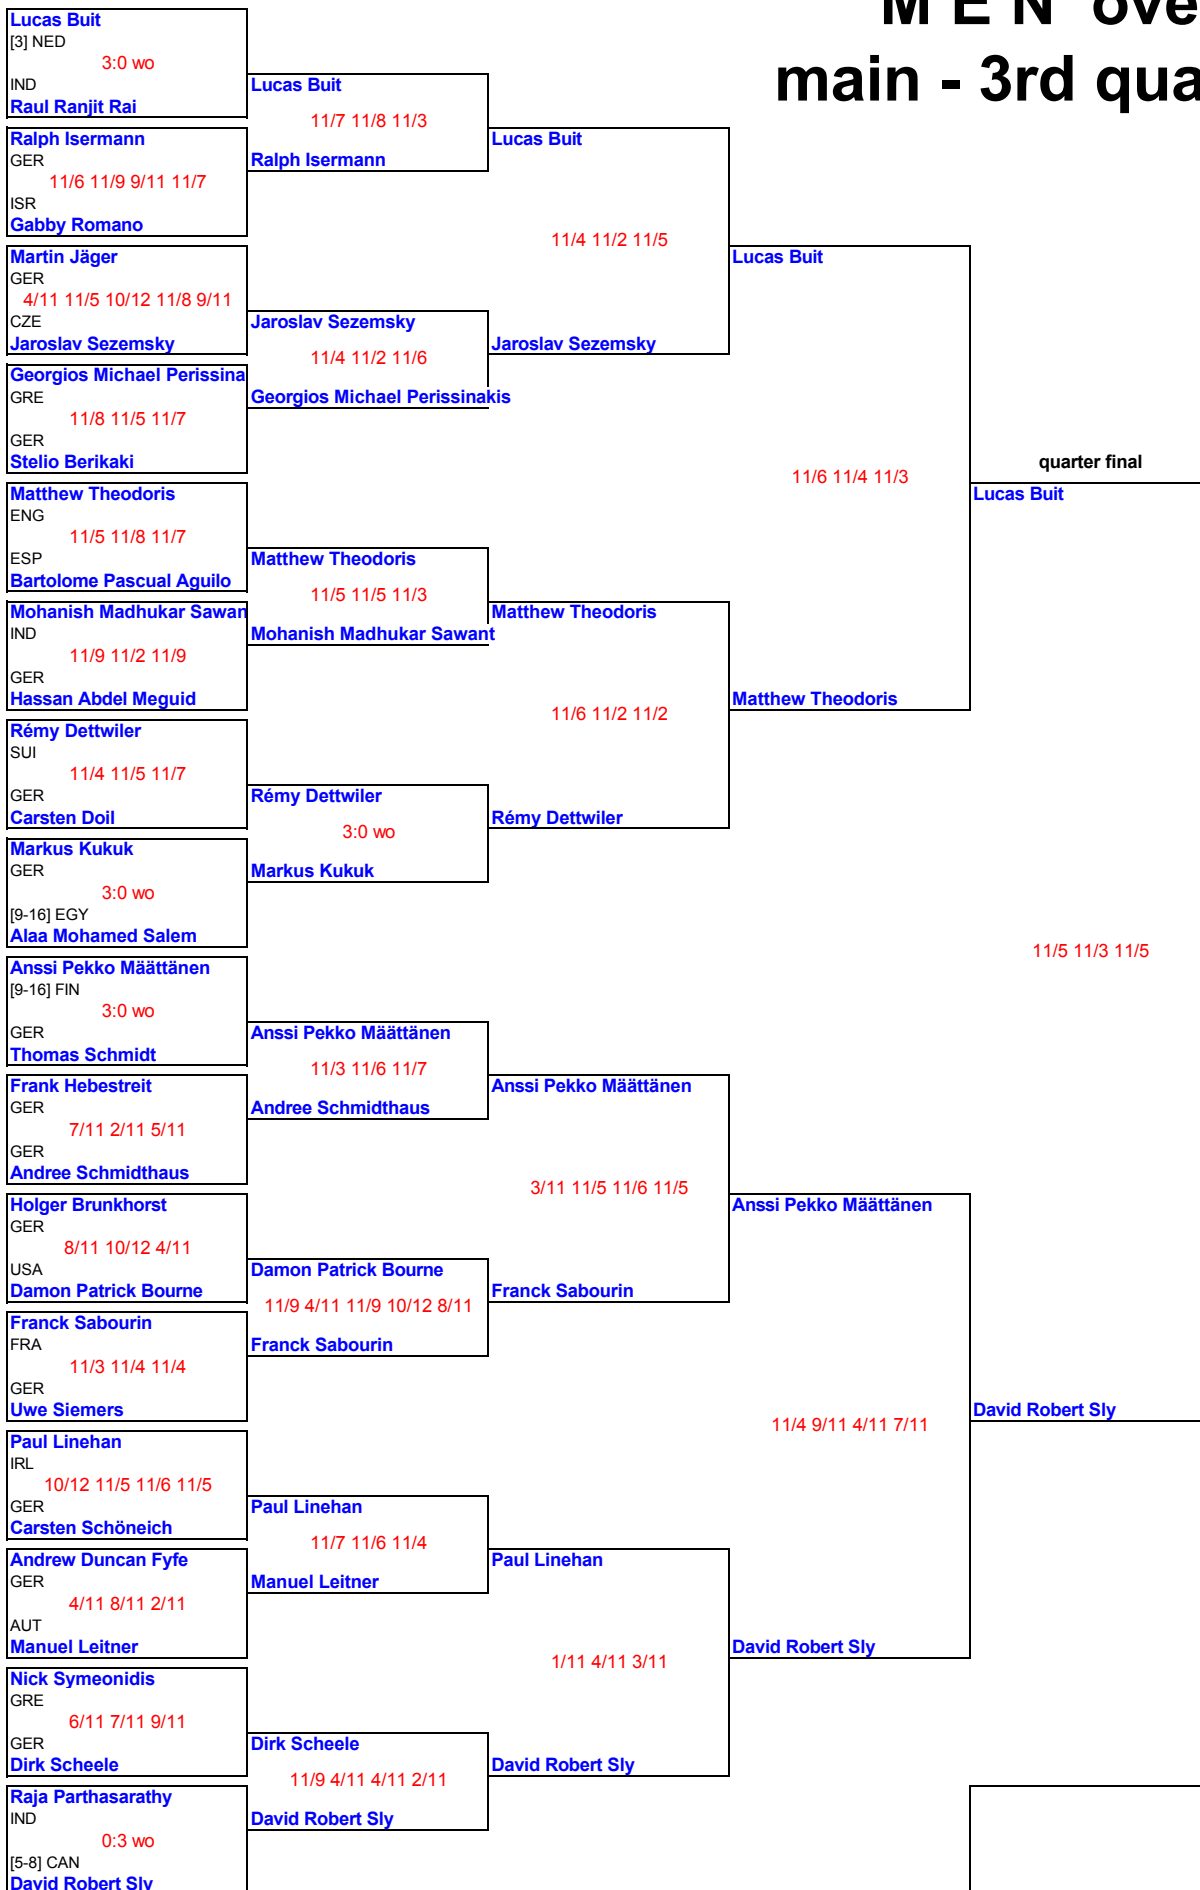 M E N  ove
main - 3rd qua
Lucas Buit
[3] NED
3:0 wo
IND
Raul Ranjit Rai
Ralph Isermann
GER
11/6 11/9 9/11 11/7
ISR
Gabby Romano
Martin Jäger
GER
4/11 11/5 10/12 11/8 9/11
CZE
Jaroslav Sezemsky
Georgios Michael Perissina
GRE
11/8 11/5 11/7
GER
Stelio Berikaki
Matthew Theodoris
ENG
11/5 11/8 11/7
ESP
Bartolome Pascual Aguilo
Mohanish Madhukar Sawan
IND
11/9 11/2 11/9
GER
Hassan Abdel Meguid
Rémy Dettwiler
SUI
11/4 11/5 11/7
GER
Carsten Doil
Markus Kukuk
GER
3:0 wo
[9-16] EGY
Alaa Mohamed Salem
Anssi Pekko Määttänen
[9-16] FIN
3:0 wo
GER
Thomas Schmidt
Frank Hebestreit
GER
7/11 2/11 5/11
GER
Andree Schmidthaus
Holger Brunkhorst
GER
8/11 10/12 4/11
USA
Damon Patrick Bourne
Franck Sabourin
FRA
11/3 11/4 11/4
GER
Uwe Siemers
Paul Linehan
IRL
10/12 11/5 11/6 11/5
GER
Carsten Schöneich
Andrew Duncan Fyfe
GER
4/11 8/11 2/11
AUT
Manuel Leitner
Nick Symeonidis
GRE
6/11 7/11 9/11
GER
Dirk Scheele
Raja Parthasarathy
IND
0:3 wo
[5-8] CAN
David Robert Sly
Lucas Buit
11/7 11/8 11/3
Ralph Isermann
Jaroslav Sezemsky
11/4 11/2 11/6
Georgios Michael Perissinakis
Matthew Theodoris
11/5 11/5 11/3
Mohanish Madhukar Sawant
Rémy Dettwiler
3:0 wo
Markus Kukuk
Anssi Pekko Määttänen
11/3 11/6 11/7
Andree Schmidthaus
Damon Patrick Bourne
11/9 4/11 11/9 10/12 8/11
Franck Sabourin
Paul Linehan
11/7 11/6 11/4
Manuel Leitner
Dirk Scheele
11/9 4/11 4/11 2/11
David Robert Sly
Lucas Buit
11/4 11/2 11/5
Jaroslav Sezemsky
Matthew Theodoris
11/6 11/2 11/2
Rémy Dettwiler
Anssi Pekko Määttänen
3/11 11/5 11/6 11/5
Franck Sabourin
Paul Linehan
1/11 4/11 3/11
David Robert Sly
Lucas Buit
11/6 11/4 11/3
Matthew Theodoris
Anssi Pekko Määttänen
11/4 9/11 4/11 7/11
David Robert Sly
quarter final
Lucas Buit
11/5 11/3 11/5
David Robert Sly